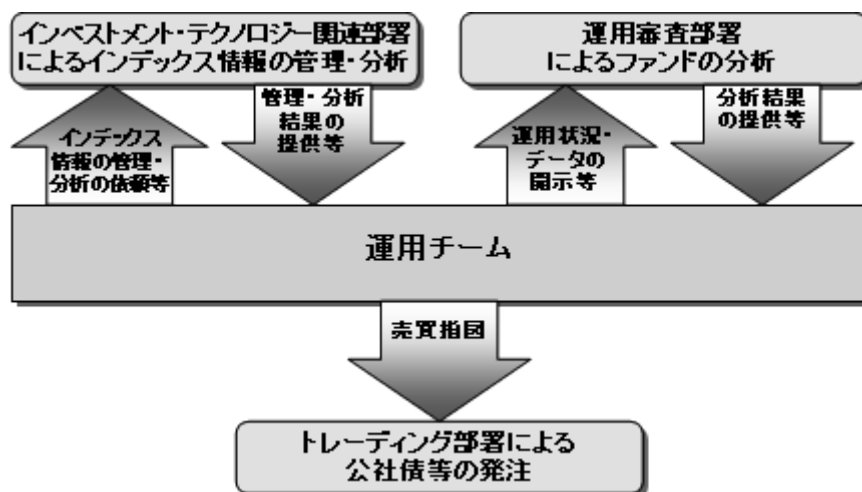 インベストメント・テクノロジー関連部署
によるインデックス情報の管理・分析
運用審査部署
によるファンドの分析
インデックス
情報の管理・
分析の依頼等
管理・分析
結果の
提供等
運用状況・
データの
開示等
分析結果
の提供等
運用チーム
売買指図
トレーディング部署による
公社債等の発注